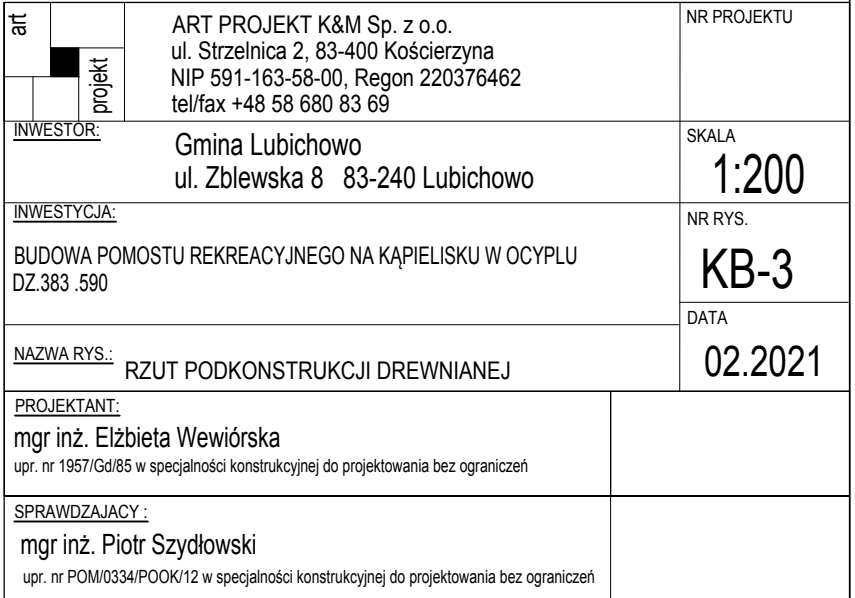 art
projekt
ART PROJEKT K&M Sp. z o.o.
ul. Strzelnica 2, 83-400 Kościerzyna
NIP 591-163-58-00, Regon 220376462
tel/fax +48 58 680 83 69
NR PROJEKTU
INWESTOR:
Gmina Lubichowo
ul. Zblewska 8 83-240 Lubichowo
SKALA
1:200
INWESTYCJA:
BUDOWA POMOSTU REKREACYJNEGO NA KĄPIELISKU W OCYPLU
DZ.383 .590
NR RYS.
KB-3
NAZWA RYS.:
RZUT PODKONSTRUKCJI DREWNIANEJ
DATA
02.2021
PROJEKTANT:
mgr inż. Elżbieta Wewiórska
upr. nr 1957/Gd/85 w specjalności konstrukcyjnej do projektowania bez ograniczeń
SPRAWDZAJACY :
mgr inż. Piotr Szydłowski
upr. nr POM/0334/POOK/12 w specjalności konstrukcyjnej do projektowania bez ograniczeń